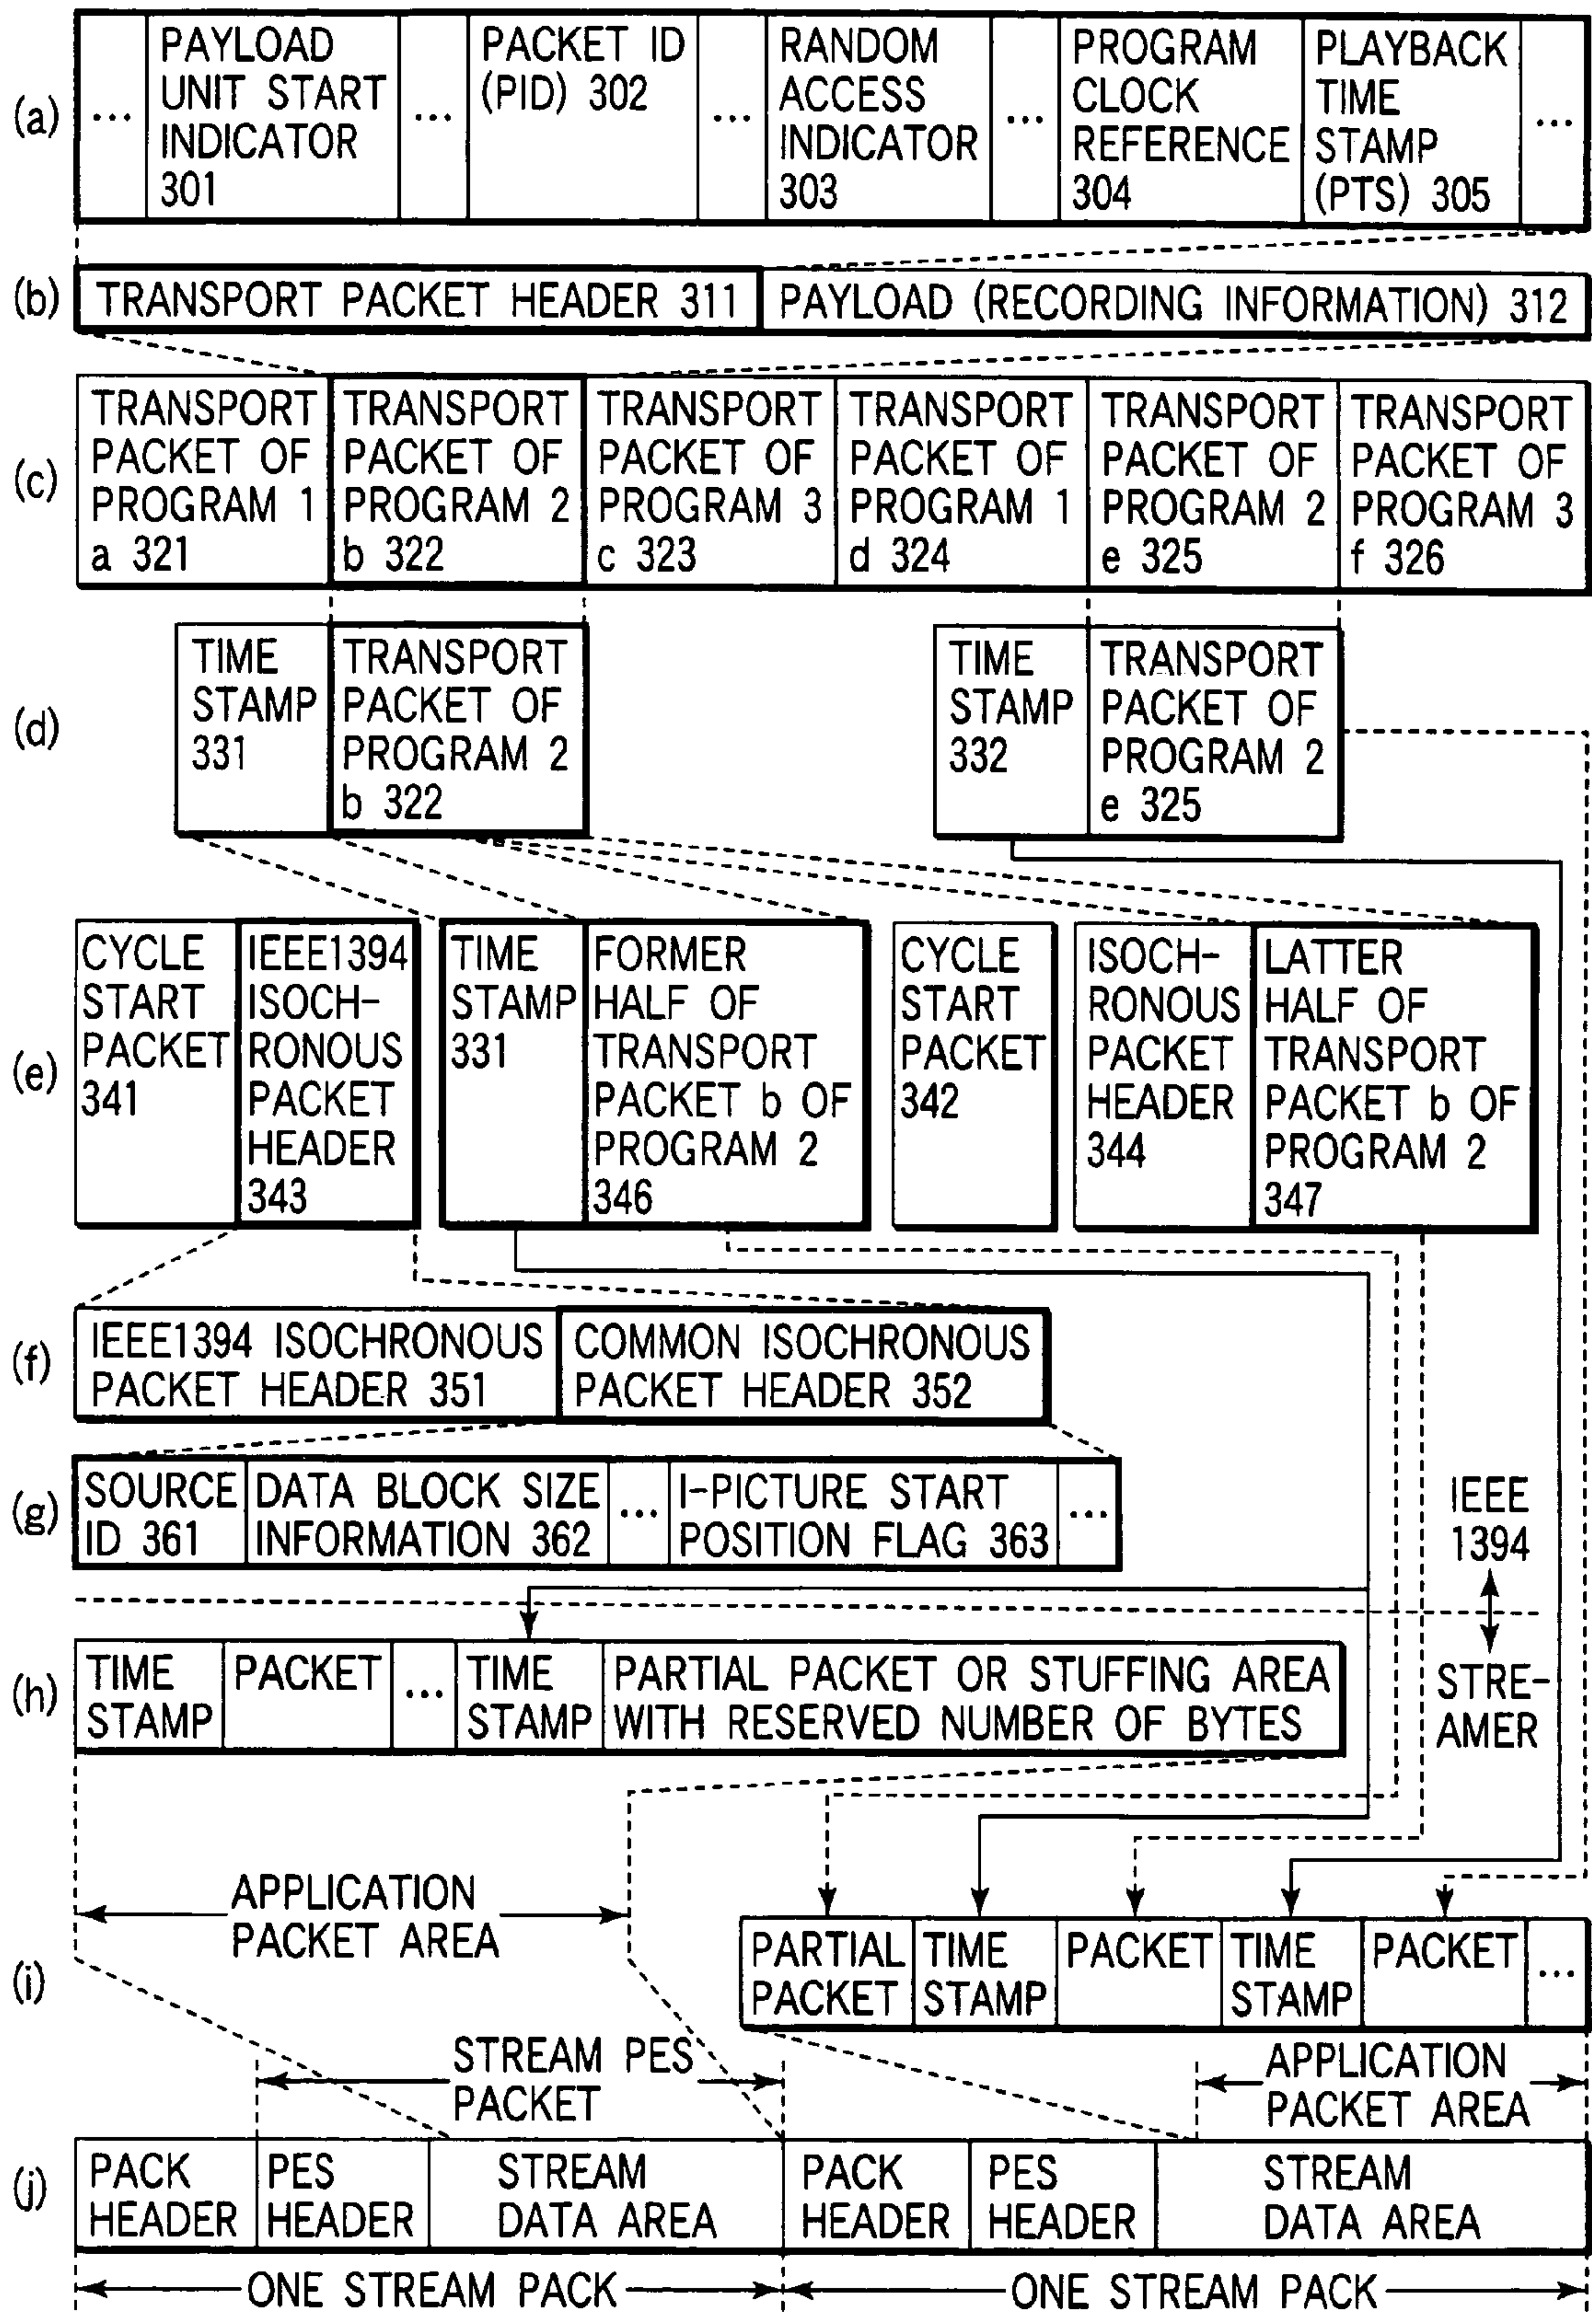 (a)
...
PAYLOAD
UNIT START
INDICATOR
301
...
PACKET ID
(PID) 302
...
RANDOM
ACCESS
INDICATOR
303
...
PROGRAM
CLOCK
REFERENCE
304
PLAYBACK
TIME
STAMP
(PTS) 305
...
(b)
TRANSPORT PACKET HEADER 311
PAYLOAD (RECORDING INFORMATION) 312
(c)
TRANSPORT
PACKET OF
PROGRAM 1
a 321
TRANSPORT
PACKET OF
PROGRAM 2
b 322
TRANSPORT
PACKET OF
PROGRAM 3
c 323
TRANSPORT
PACKET OF
PROGRAM 1
d 324
TRANSPORT
PACKET OF
PROGRAM 2
e 325
TRANSPORT
PACKET OF
PROGRAM 3
f 326
(d)
TIME
STAMP
331
TRANSPORT
PACKET OF
PROGRAM 2
b 322
TIME
STAMP
332
TRANSPORT
PACKET OF
PROGRAM 2
e 325
(e)
CYCLE
START
PACKET
341
IEEE1394
ISOCH-
RONOUS
PACKET
HEADER
343
TIME
STAMP
331
FORMER
HALF OF
TRANSPORT
PACKET b OF
PROGRAM 2
346
CYCLE
START
PACKET
342
ISOCH-
RONOUS
PACKET
HEADER
344
LATTER
HALF OF
TRANSPORT
PACKET b OF
PROGRAM 2
347
(f)
IEEE1394 ISOCHRONOUS
PACKET HEADER 351
COMMON ISOCHRONOUS
PACKET HEADER 352
(g)
SOURCE
ID 361
DATA BLOCK SIZE
INFORMATION 362
...
I-PICTURE START
POSITION FLAG 363
...
IEEE
1394
STRE-
AMER
(h)
TIME
STAMP
PACKET
...
TIME
STAMP
PARTIAL PACKET OR STUFFING AREA
WITH RESERVED NUMBER OF BYTES
APPLICATION
PACKET AREA
(i)
PARTIAL
PACKET
TIME
STAMP
PACKET
TIME
STAMP
PACKET
...
STREAM PES
PACKET
APPLICATION
PACKET AREA
(j)
PACK
HEADER
PES
HEADER
STREAM
DATA AREA
PACK
HEADER
PES
HEADER
STREAM
DATA AREA
ONE STREAM PACK
ONE STREAM PACK